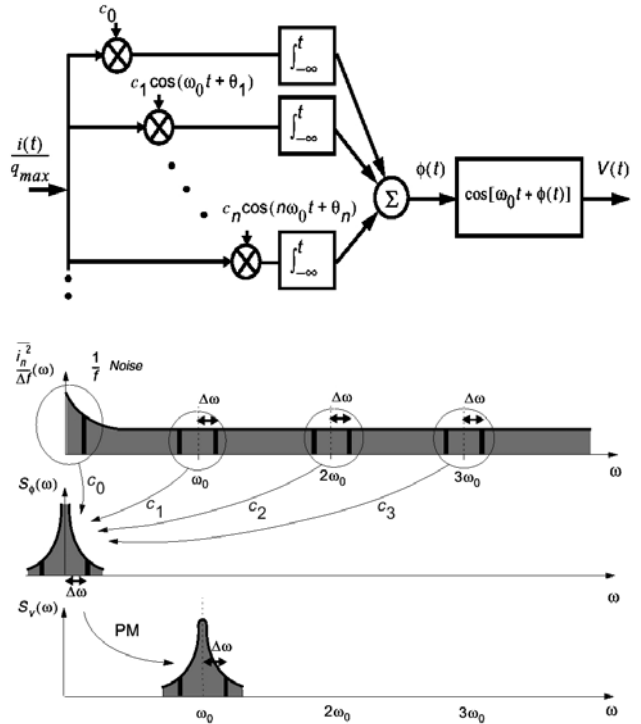 c0
c1cos(ω0t + θ1)
i(t)
qmax
cncos(nω0t + θn)
∫−∞t
∫−∞t
∫−∞t
Σ
ϕ(t)
cos[ω0t + ϕ(t)]
V(t)
in2
Δf (ω)
1
f Noise
Δω
Δω
Δω
ω0
2ω0
3ω0
ω
Sϕ(ω)
c0
c1
c2
c3
Δω
ω
Sv(ω)
PM
Δω
ω0
2ω0
3ω0
ω